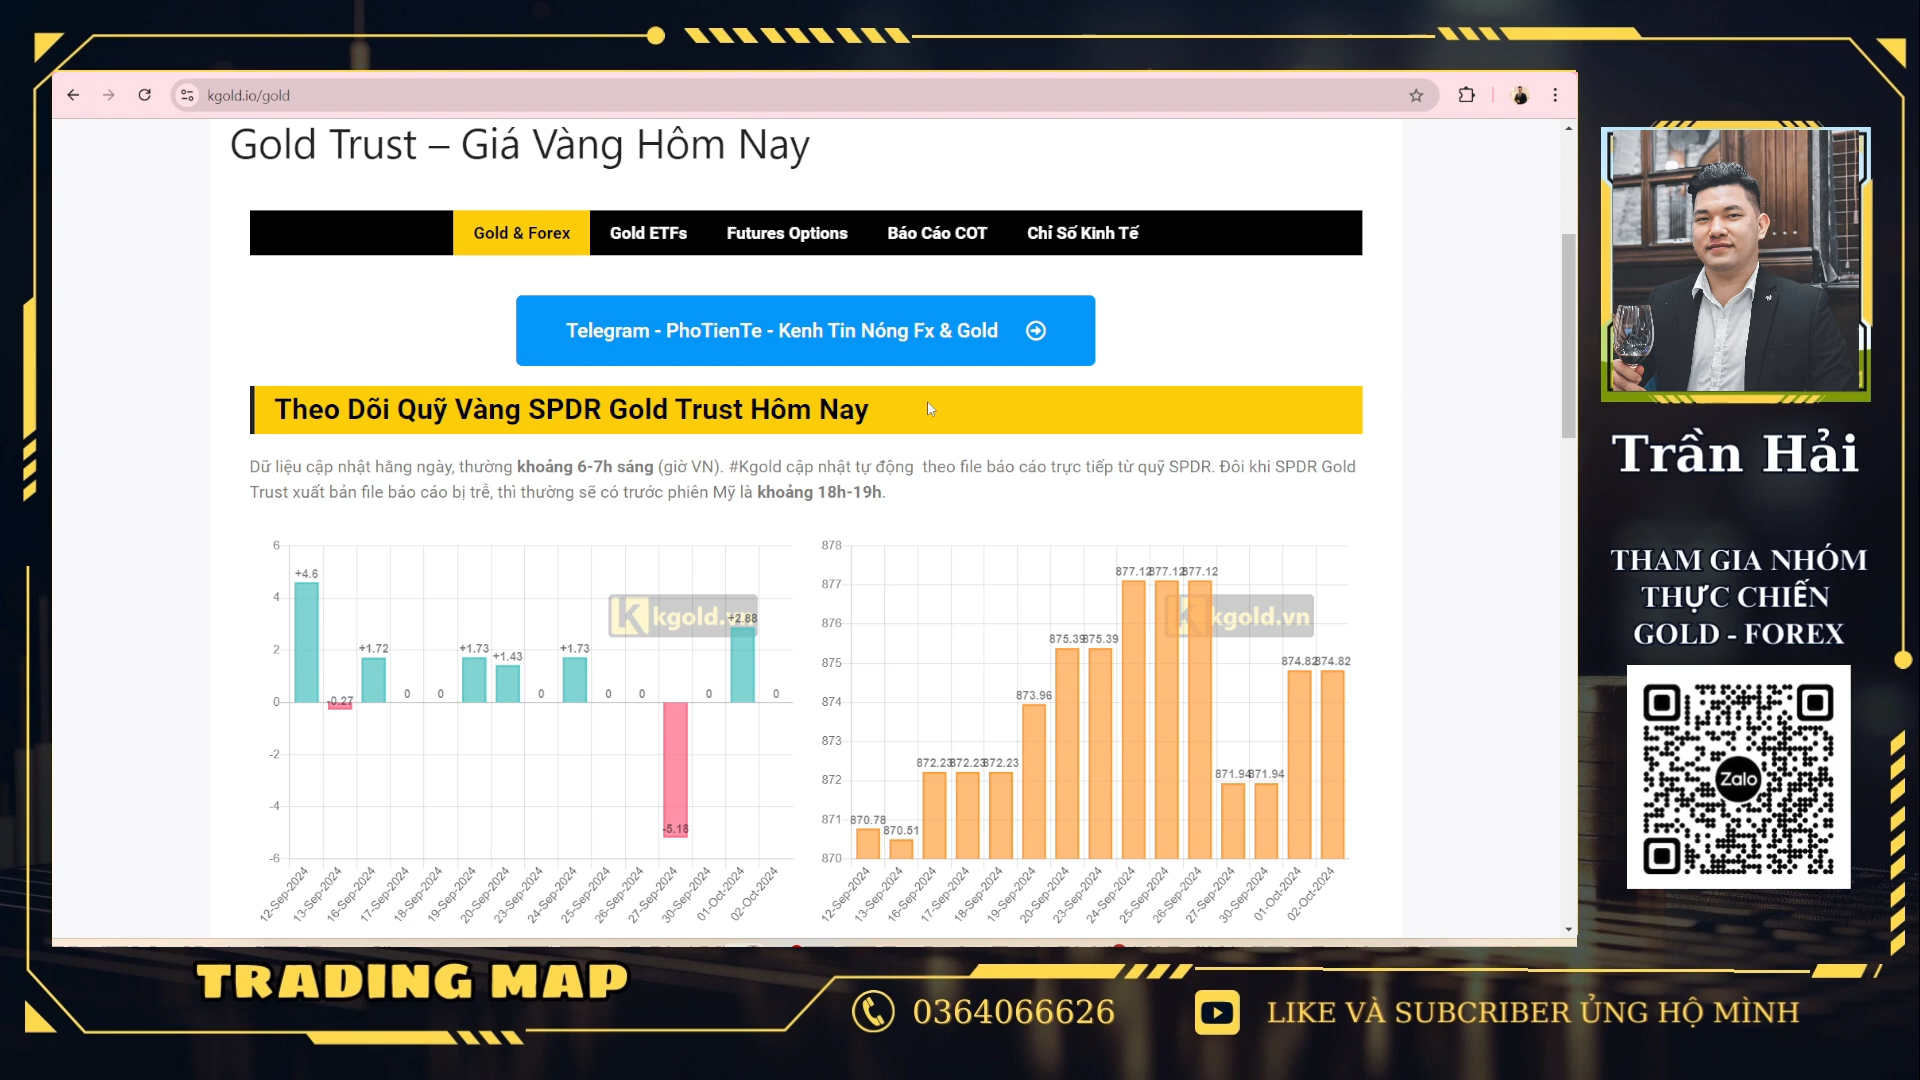 kgold.io/gold
Gold Trust – Giá Vàng Hôm Nay
Gold & Forex
Gold ETFs
Futures Options
Báo Cáo COT
Chỉ Số Kinh Tế
Telegram - PhoTienTe - Kenh Tin Nóng Fx & Gold
Theo Dõi Quỹ Vàng SPDR Gold Trust Hôm Nay
Dữ liệu cập nhật hằng ngày, thường khoảng 6-7h sáng (giờ VN). #Kgold cập nhật tự động theo file báo cáo trực tiếp từ quỹ SPDR. Đôi khi SPDR Gold
Trust xuất bản file báo cáo bị trễ, thì thường sẽ có trước phiên Mỹ là khoảng 18h-19h.
6
4
2
0
-2
-4
-6
+4.6
-0.27
+1.72
0
0
+1.73
+1.43
0
+1.73
0
0
-5.18
0
+2.88
0
kgold.vn
12-Sep-2024
13-Sep-2024
16-Sep-2024
17-Sep-2024
18-Sep-2024
19-Sep-2024
20-Sep-2024
23-Sep-2024
24-Sep-2024
25-Sep-2024
26-Sep-2024
27-Sep-2024
30-Sep-2024
01-Oct-2024
02-Oct-2024
878
877
876
875
874
873
872
871
870
870.78
870.51
872.23
872.23
872.23
873.96
875.39
875.39
877.12
877.12
877.12
871.94
871.94
874.82
874.82
kgold.vn
12-Sep-2024
13-Sep-2024
16-Sep-2024
17-Sep-2024
18-Sep-2024
19-Sep-2024
20-Sep-2024
23-Sep-2024
24-Sep-2024
25-Sep-2024
26-Sep-2024
27-Sep-2024
30-Sep-2024
01-Oct-2024
02-Oct-2024
Trần Hải
THAM GIA NHÓM
THỰC CHIẾN
GOLD - FOREX
Zalo
TRADING MAP
0364066626
LIKE VÀ SUBCRIBER ỦNG HỘ MÌNH